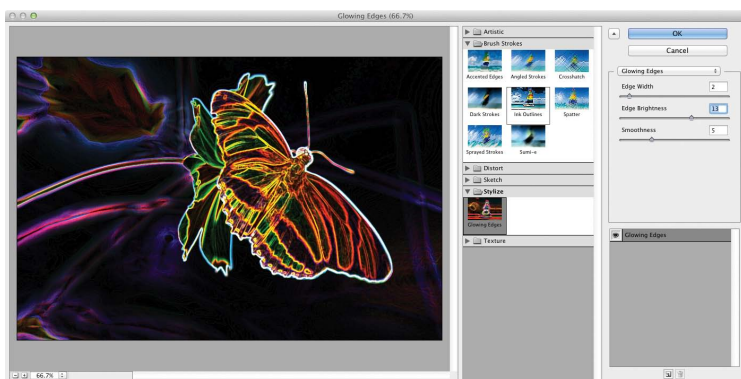 Glowing Edges (66.7%)
Artistic
Brush Strokes
Accented Edges Angled Strokes Crosshatch
Dark Strokes Ink Outlines Spatter
Sprayed Strokes Sumi-e
Distort
Sketch
Stylize
Glowing Edges
Texture
OK
Cancel
Glowing Edges
Edge Width 2
Edge Brightness 13
Smoothness 5
Glowing Edges
66.7%